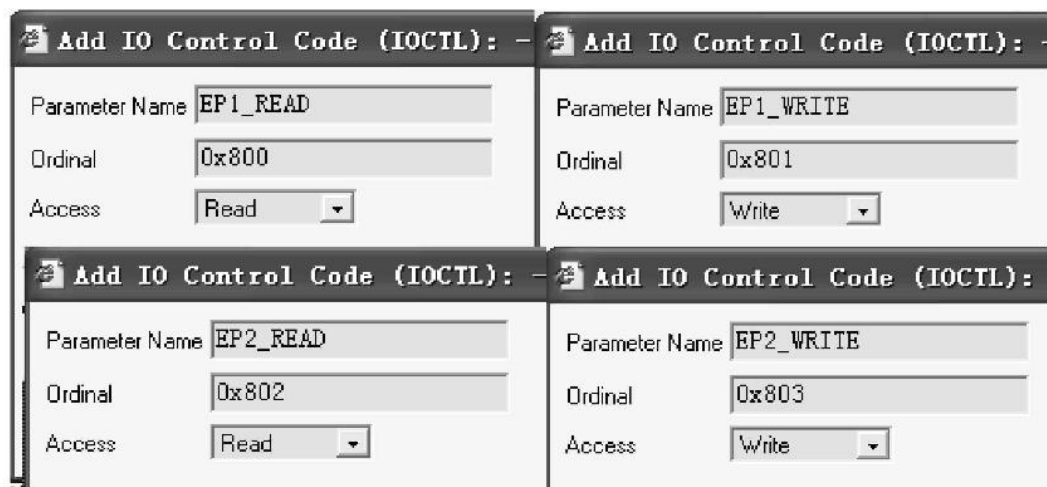 Add IO Control Code (IOCTL): -
Parameter Name EP1_READ
Ordinal 0x800
Access Read
Add IO Control Code (IOCTL): -
Parameter Name EP1_WRITE
Ordinal 0x801
Access Write
Add IO Control Code (IOCTL): -
Parameter Name EP2_READ
Ordinal 0x802
Access Read
Add IO Control Code (IOCTL):
Parameter Name EP2_WRITE
Ordinal 0x803
Access Write